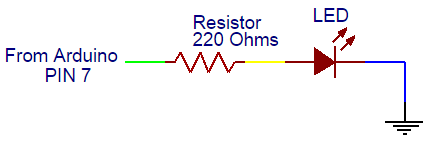 Resistor
220 Ohms
LED
From Arduino
PIN 7